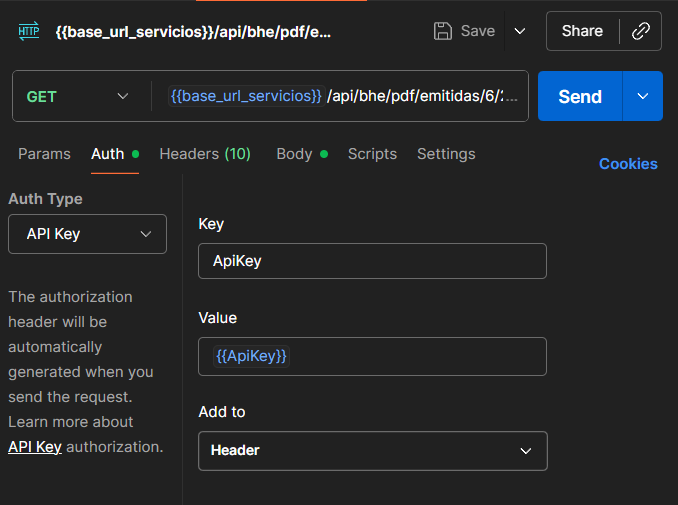 HTTP {{base_url_servicios}}/api/bhe/pdf/e... Save Share
GET {{base_url_servicios}} /api/bhe/pdf/emitidas/6/2... Send
Params Auth Headers (10) Body Scripts Settings Cookies
Auth Type
API Key
The authorization
header will be
automatically
generated when you
send the request.
Learn more about
API Key authorization.
Key
ApiKey
Value
{{ApiKey}}
Add to
Header